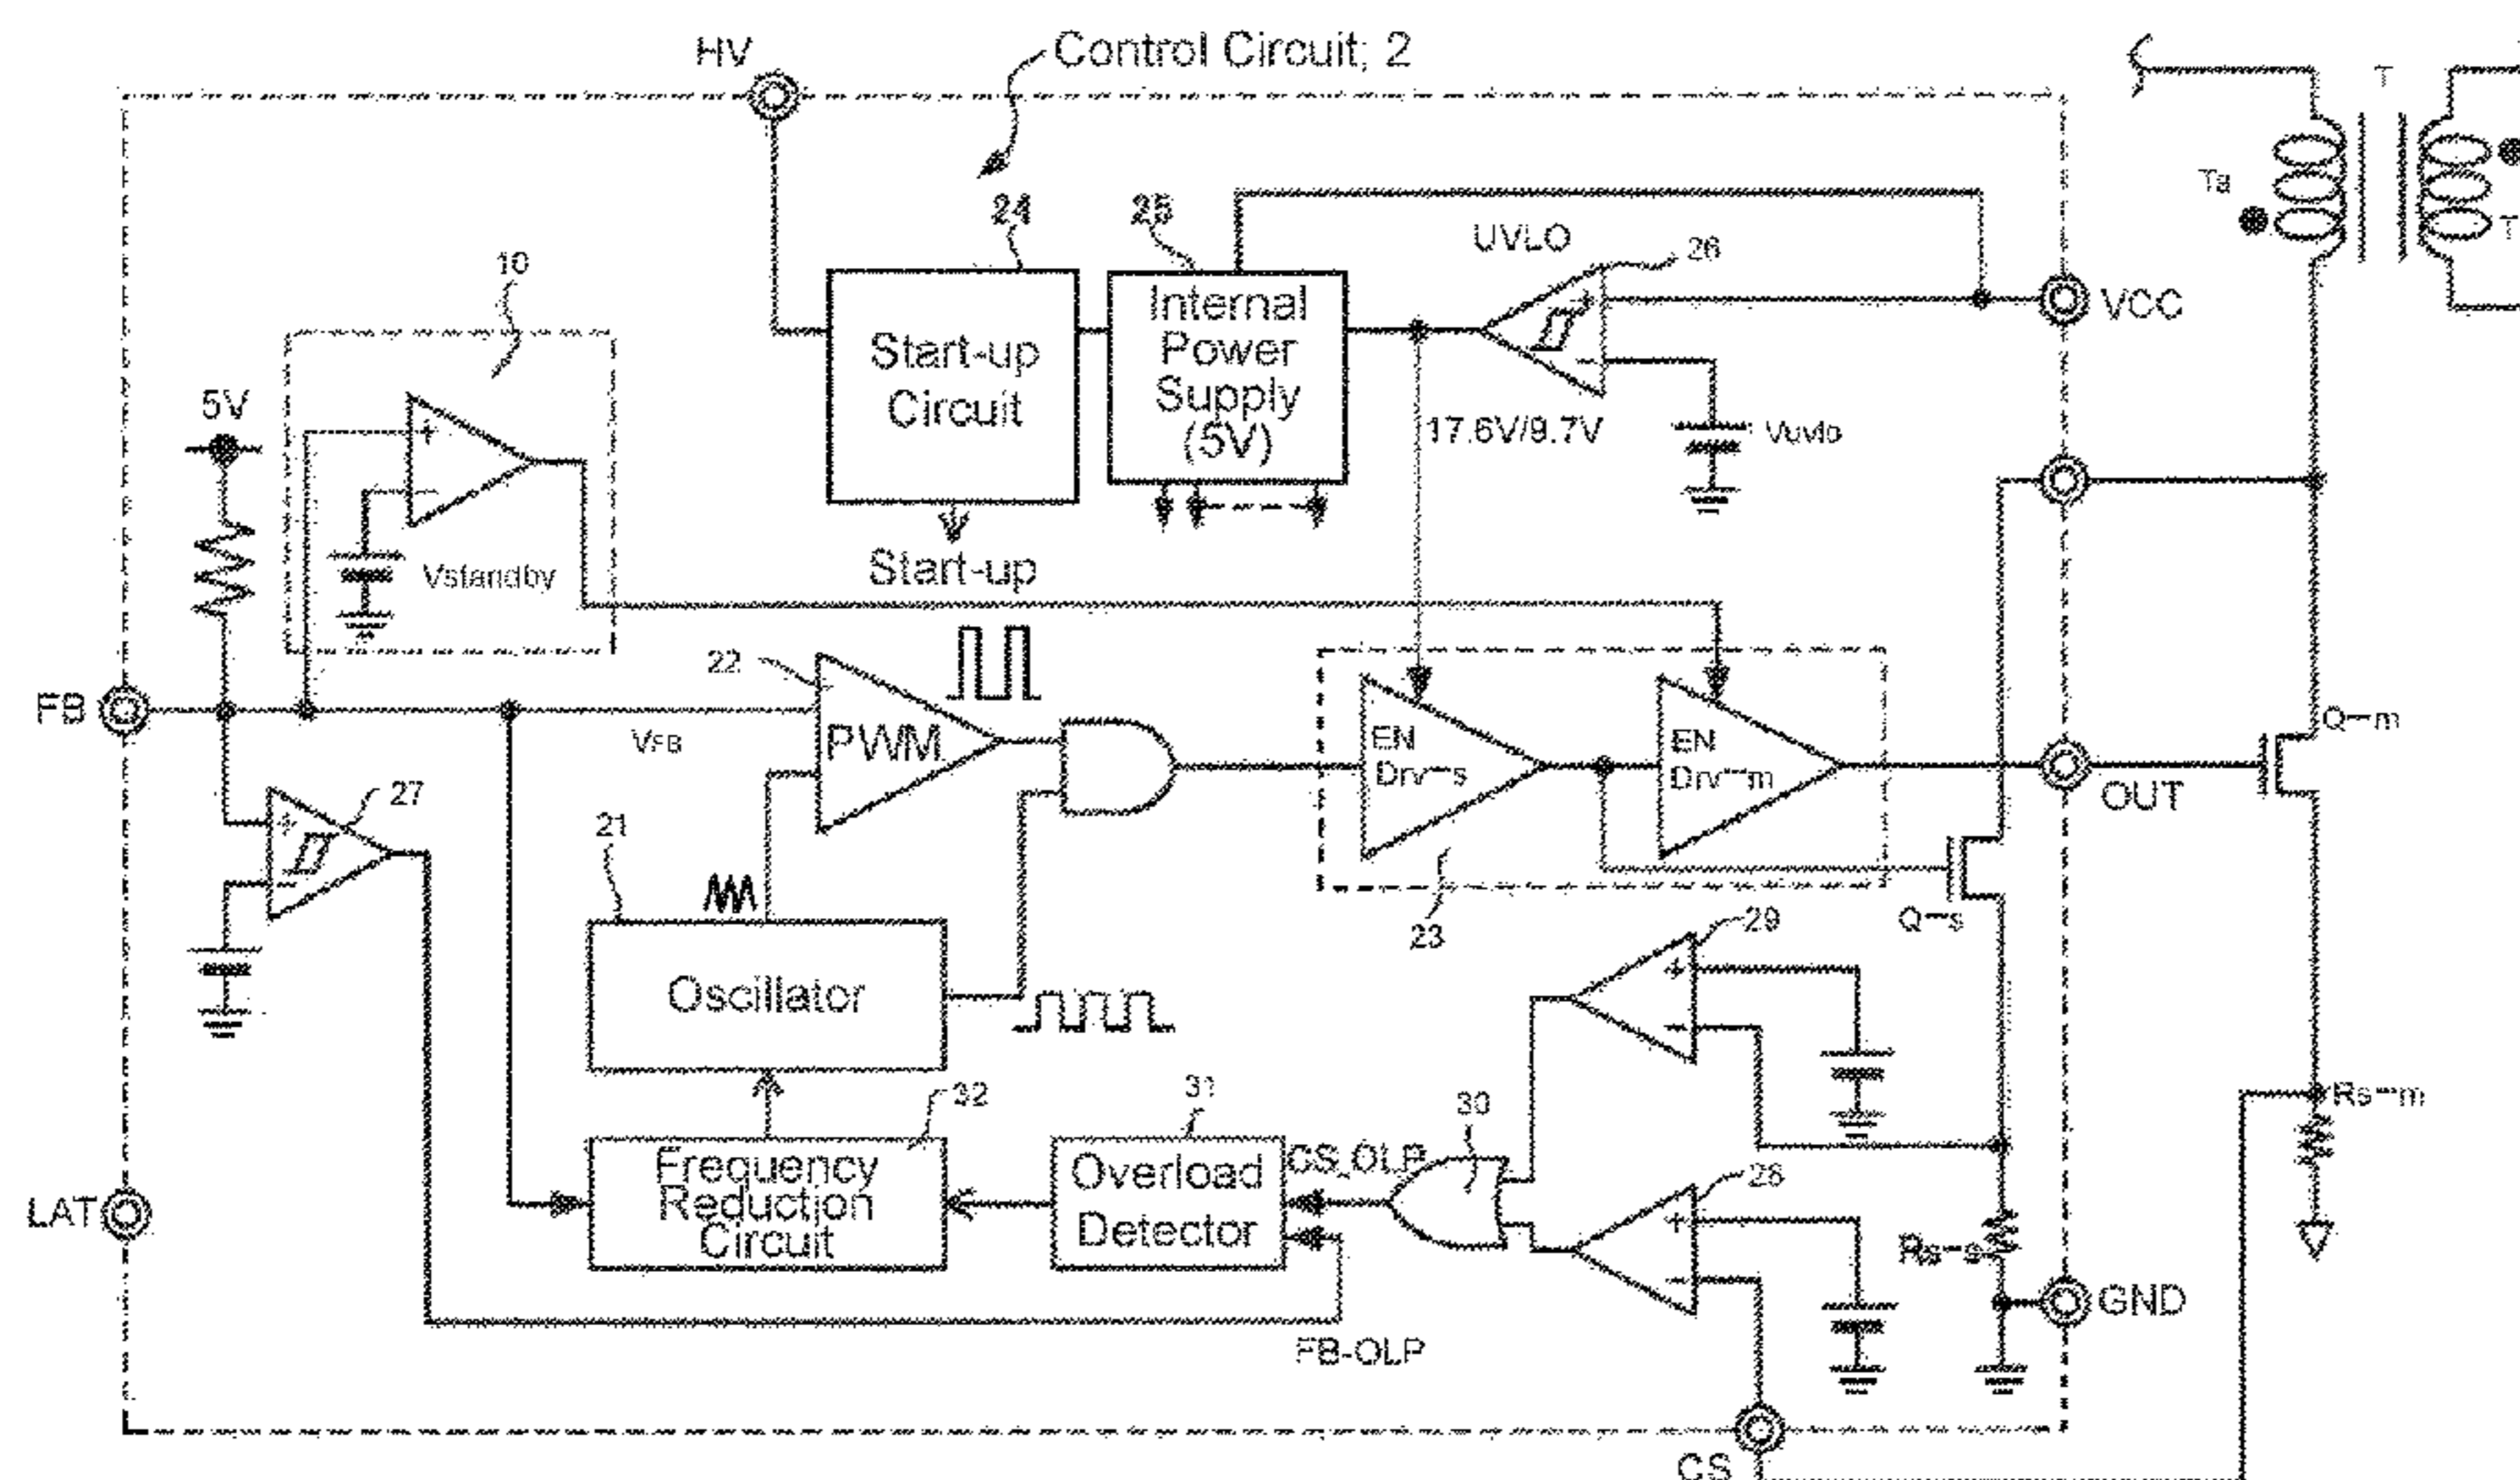 HV
Control Circuit; 2
T
24
25
UVLO
26
Ta
T
10
Internal
Power
Supply
(5V)
VCC
Start-up
Circuit
5V
+
17.6V/9.7V
Vuvlo
Vstandby
Start-up
22
FB
VFB
PWM
EN
Drv-s
EN
Drv-m
Q-m
OUT
27
+
21
23
Q-s
29
+
Oscillator
32
31
30
Rs-m
LAT
Frequency
Reduction
Circuit
Overload
Detector
CS_OLP
28
+
Rs-s
GND
FB-OLP
CS